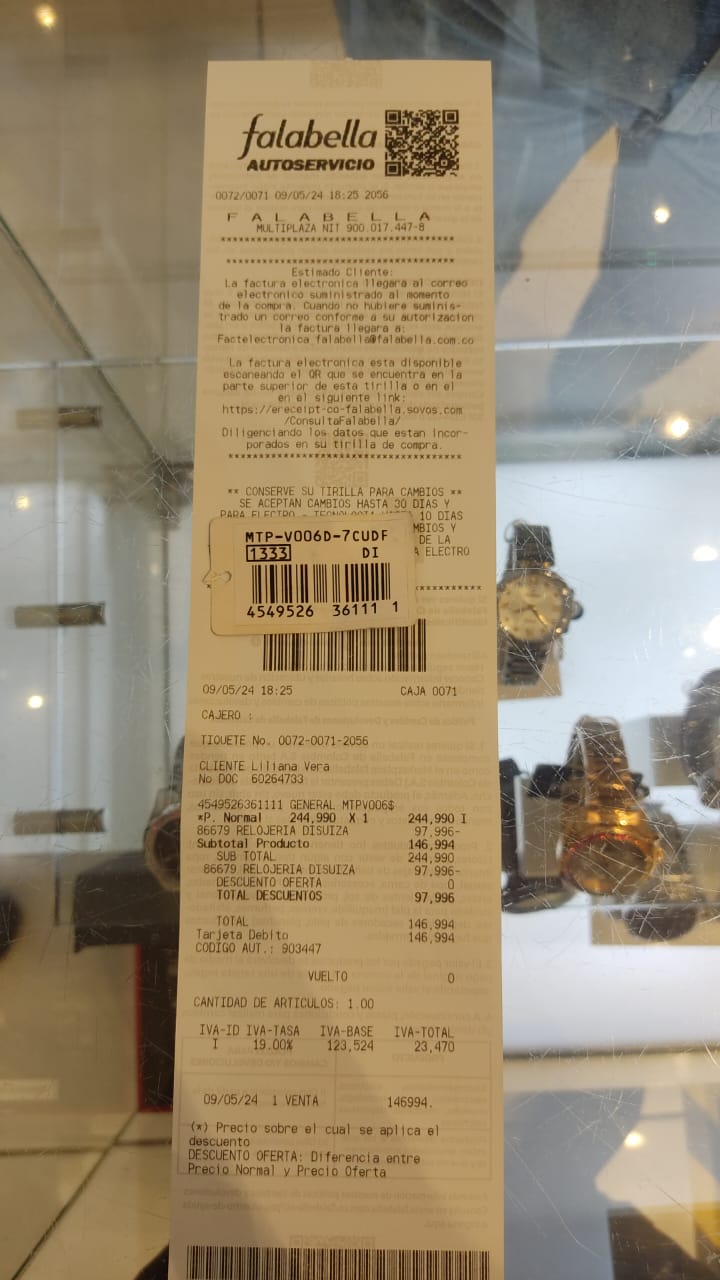 falabella
AUTOSERVICIO
0072/0071 09/05/24 18:25 2056
F A L A B E L L A
MULTIPLAZA NIT 900.017.447-8
****************************************
****************************************
Estimado Cliente:
La factura electronica llegara al correo
electronico suministrado al momento
de la compra. Cuando no hubiere suminis-
trado un correo conforme a su autorizacion
la factura llegara a:
Factelectronica_falabella@falabella.com.co
La factura electronica esta disponible
escaneando el QR que se encuentra en la
parte superior de esta tirilla o en el
en el siguiente link:
https://ereceipt-co-falabella.sovos.com
/ConsultaFalabella/
Diligenciando los datos que estan incor-
porados en su tirilla de compra.
****************************************
** CONSERVE SU TIRILLA PARA CAMBIOS **
SE ACEPTAN CAMBIOS HASTA 30 DIAS Y
PARA ELECTRO - TECNOLOGIA HASTA 10 DIAS
MBIOS Y
DE LA
A ELECTRO
MTP-V006D-7CUDF
1333 DI
4549526 36111 1
09/05/24 18:25 CAJA 0071
CAJERO :
TIQUETE No. 0072-0071-2056
CLIENTE Liliana Vera
No DOC 60264733
4549526361111 GENERAL MTPV006$
*P. Normal 244,990 X 1 244,990 I
86679 RELOJERIA DISUIZA 97,996-
Subtotal Producto 146,994
SUB TOTAL 244,990
86679 RELOJERIA DISUIZA 97,996-
DESCUENTO OFERTA 0
TOTAL DESCUENTOS 97,996
TOTAL 146,994
Tarjeta Debito 146,994
CODIGO AUT.: 903447
VUELTO 0
CANTIDAD DE ARTICULOS: 1.00
IVA-ID IVA-TASA IVA-BASE IVA-TOTAL
I 19.00% 123,524 23,470
09/05/24 1 VENTA 146994.
(*) Precio sobre el cual se aplica el
descuento
DESCUENTO OFERTA: Diferencia entre
Precio Normal y Precio Oferta